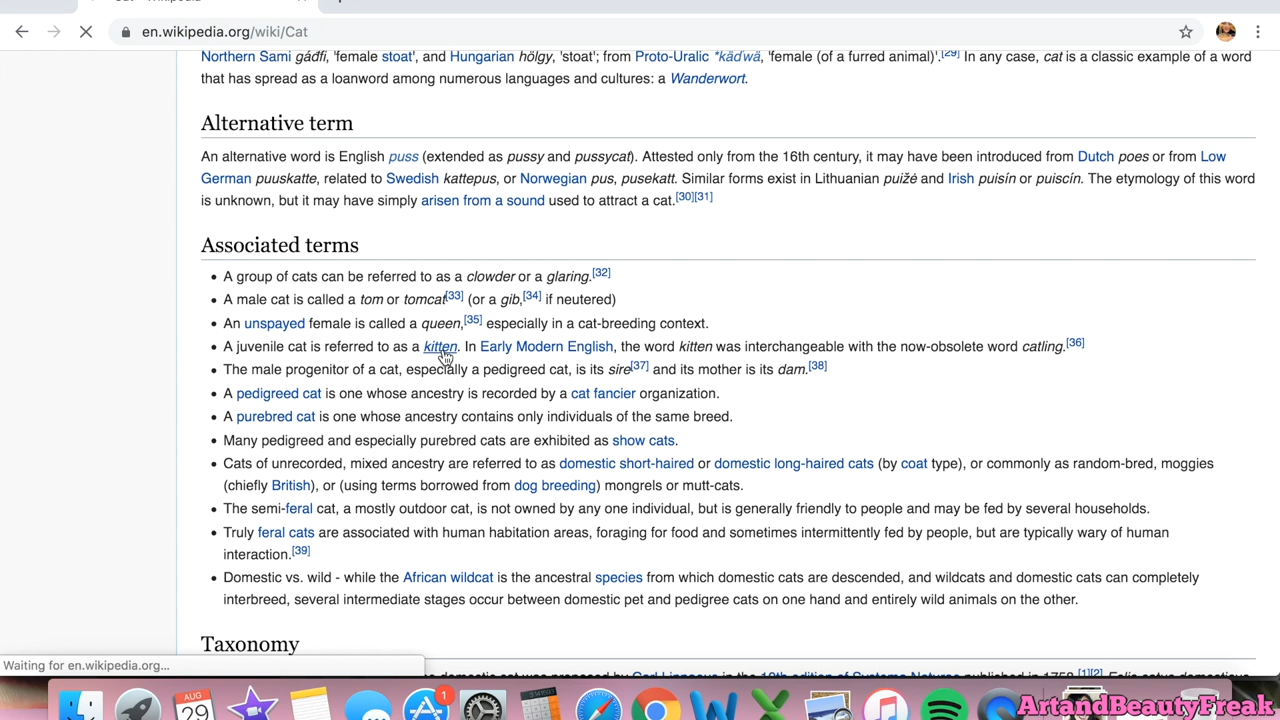 en.wikipedia.org/wiki/Cat
Northern Sami gáđfi, 'female stoat', and Hungarian hölgy, 'stoat'; from Proto-Uralic *käďwä, 'female (of a furred animal)'.[29] In any case, cat is a classic example of a word
that has spread as a loanword among numerous languages and cultures: a Wanderwort.
Alternative term
An alternative word is English puss (extended as pussy and pussycat). Attested only from the 16th century, it may have been introduced from Dutch poes or from Low
German puuskatte, related to Swedish kattepus, or Norwegian pus, pusekatt. Similar forms exist in Lithuanian puižė and Irish puisín or puiscín. The etymology of this word
is unknown, but it may have simply arisen from a sound used to attract a cat.[30][31]
Associated terms
• A group of cats can be referred to as a clowder or a glaring.[32]
• A male cat is called a tom or tomcat[33] (or a gib,[34] if neutered)
• An unspayed female is called a queen,[35] especially in a cat-breeding context.
• A juvenile cat is referred to as a kitten. In Early Modern English, the word kitten was interchangeable with the now-obsolete word catling.[36]
• The male progenitor of a cat, especially a pedigreed cat, is its sire[37] and its mother is its dam.[38]
• A pedigreed cat is one whose ancestry is recorded by a cat fancier organization.
• A purebred cat is one whose ancestry contains only individuals of the same breed.
• Many pedigreed and especially purebred cats are exhibited as show cats.
• Cats of unrecorded, mixed ancestry are referred to as domestic short-haired or domestic long-haired cats (by coat type), or commonly as random-bred, moggies
(chiefly British), or (using terms borrowed from dog breeding) mongrels or mutt-cats.
• The semi-feral cat, a mostly outdoor cat, is not owned by any one individual, but is generally friendly to people and may be fed by several households.
• Truly feral cats are associated with human habitation areas, foraging for food and sometimes intermittently fed by people, but are typically wary of human
interaction.[39]
• Domestic vs. wild - while the African wildcat is the ancestral species from which domestic cats are descended, and wildcats and domestic cats can completely
interbreed, several intermediate stages occur between domestic pet and pedigree cats on one hand and entirely wild animals on the other.
Taxonomy
Waiting for en.wikipedia.org...
AUG
29
1
ArtandBeautyFreak